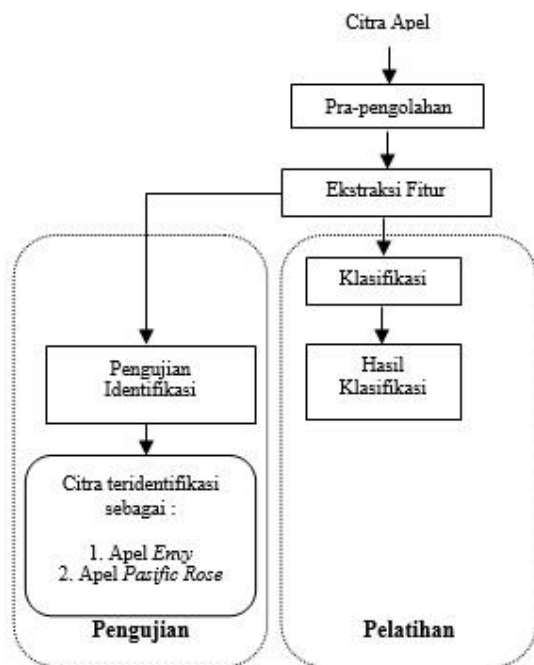 Citra Apel
Pra-pengolahan
Ekstraksi Fitur
Klasifikasi
Hasil
Klasifikasi
Pelatihan
Pengujian
Identifikasi
Citra teridentifikasi
sebagai :
1. Apel Envy
2. Apel Pasific Rose
Pengujian